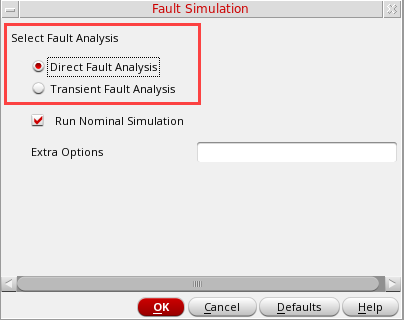 Fault Simulation
Select Fault Analysis
Direct Fault Analysis
Transient Fault Analysis
Run Nominal Simulation
Extra Options
OK Cancel Defaults Help